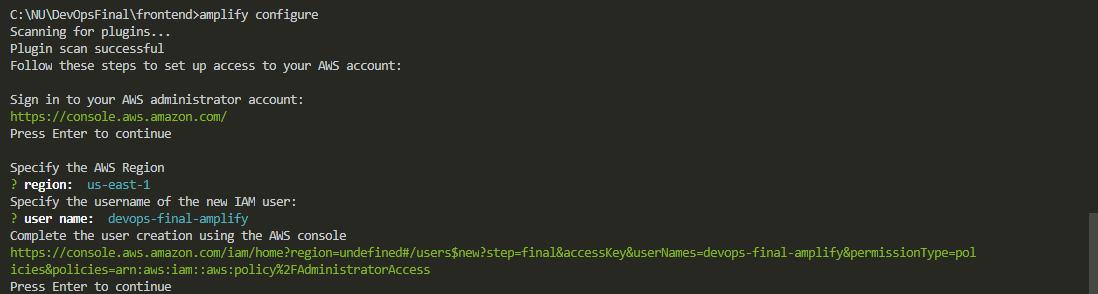 C:\NU\DevOpsFinal\frontend>amplify configure
Scanning for plugins...
Plugin scan successful
Follow these steps to set up access to your AWS account:
Sign in to your AWS administrator account:
https://console.aws.amazon.com/
Press Enter to continue
Specify the AWS Region
? region:  us-east-1
Specify the username of the new IAM user:
? user name:  devops-final-amplify
Complete the user creation using the AWS console
https://console.aws.amazon.com/iam/home?region=undefined#/users$new?step=final&accessKey&userNames=devops-final-amplify&permissionType=pol
icies&policies=arn:aws:iam::aws:policy%2FAdministratorAccess
Press Enter to continue